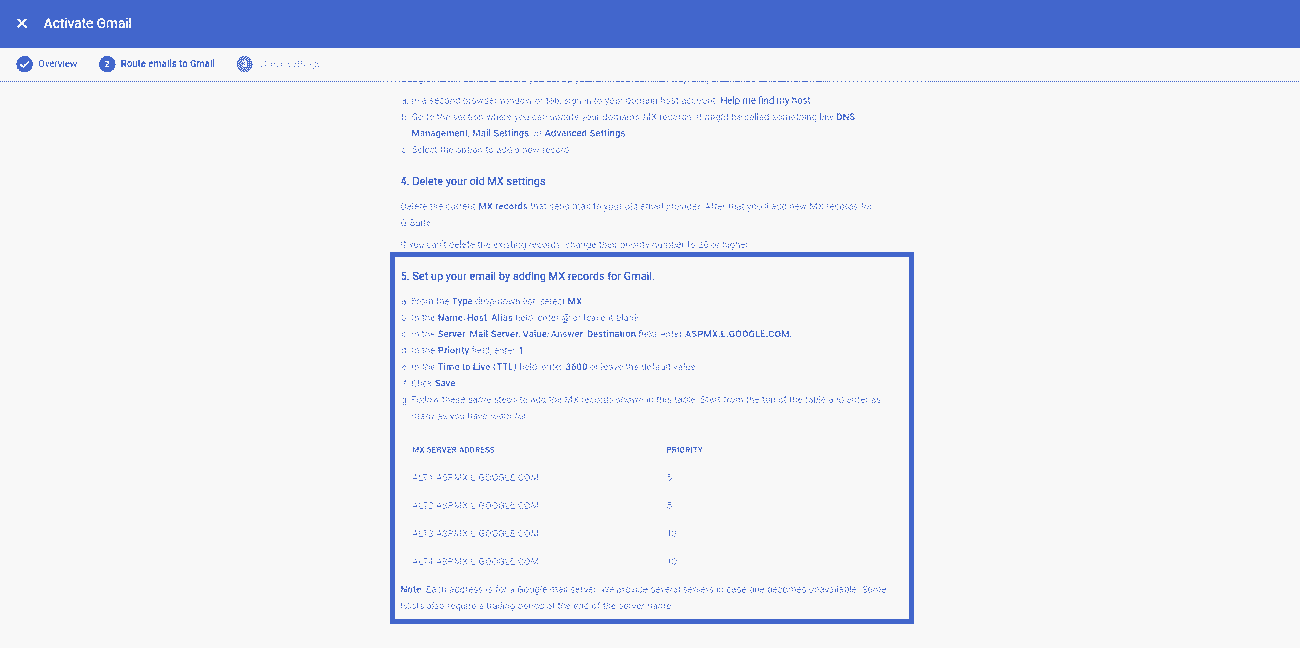 Activate Gmail
Overview
2 Route emails to Gmail
a. In a second browser window or tab, sign in to your domain host account. Help me find my host
b. Go to the section where you can update your domain's MX records. It might be called something like DNS
Management, Mail Settings, or Advanced Settings.
c. Select the option to add a new record.
4. Delete your old MX settings
Delete the current MX records that send mail to your old email provider. After that you'll add new MX records for
G Suite.
If you can't delete the existing records, change their priority number to 20 or higher.
5. Set up your email by adding MX records for Gmail.
a. From the Type drop-down list, select MX
b. In the Name/Host/Alias field, enter @ or leave it blank.
c. In the Server/Mail Server/Value/Answer/Destination field, enter ASPMX.L.GOOGLE.COM.
d. In the Priority field, enter 1
e. In the Time to Live (TTL) field, enter 3600 or leave the default value.
f. Click Save
g. Follow these same steps to add the MX records shown in this table. Start from the top of the table and enter as
many as you have room for.
MX SERVER ADDRESS PRIORITY
ALT1.ASPMX.L.GOOGLE.COM. 5
ALT2.ASPMX.L.GOOGLE.COM. 5
ALT3.ASPMX.L.GOOGLE.COM. 10
ALT4.ASPMX.L.GOOGLE.COM. 10
Note: Each address is for a Google mail server. We provide several servers in case one becomes unavailable. Some
hosts also require a trailing period at the end of the server name.